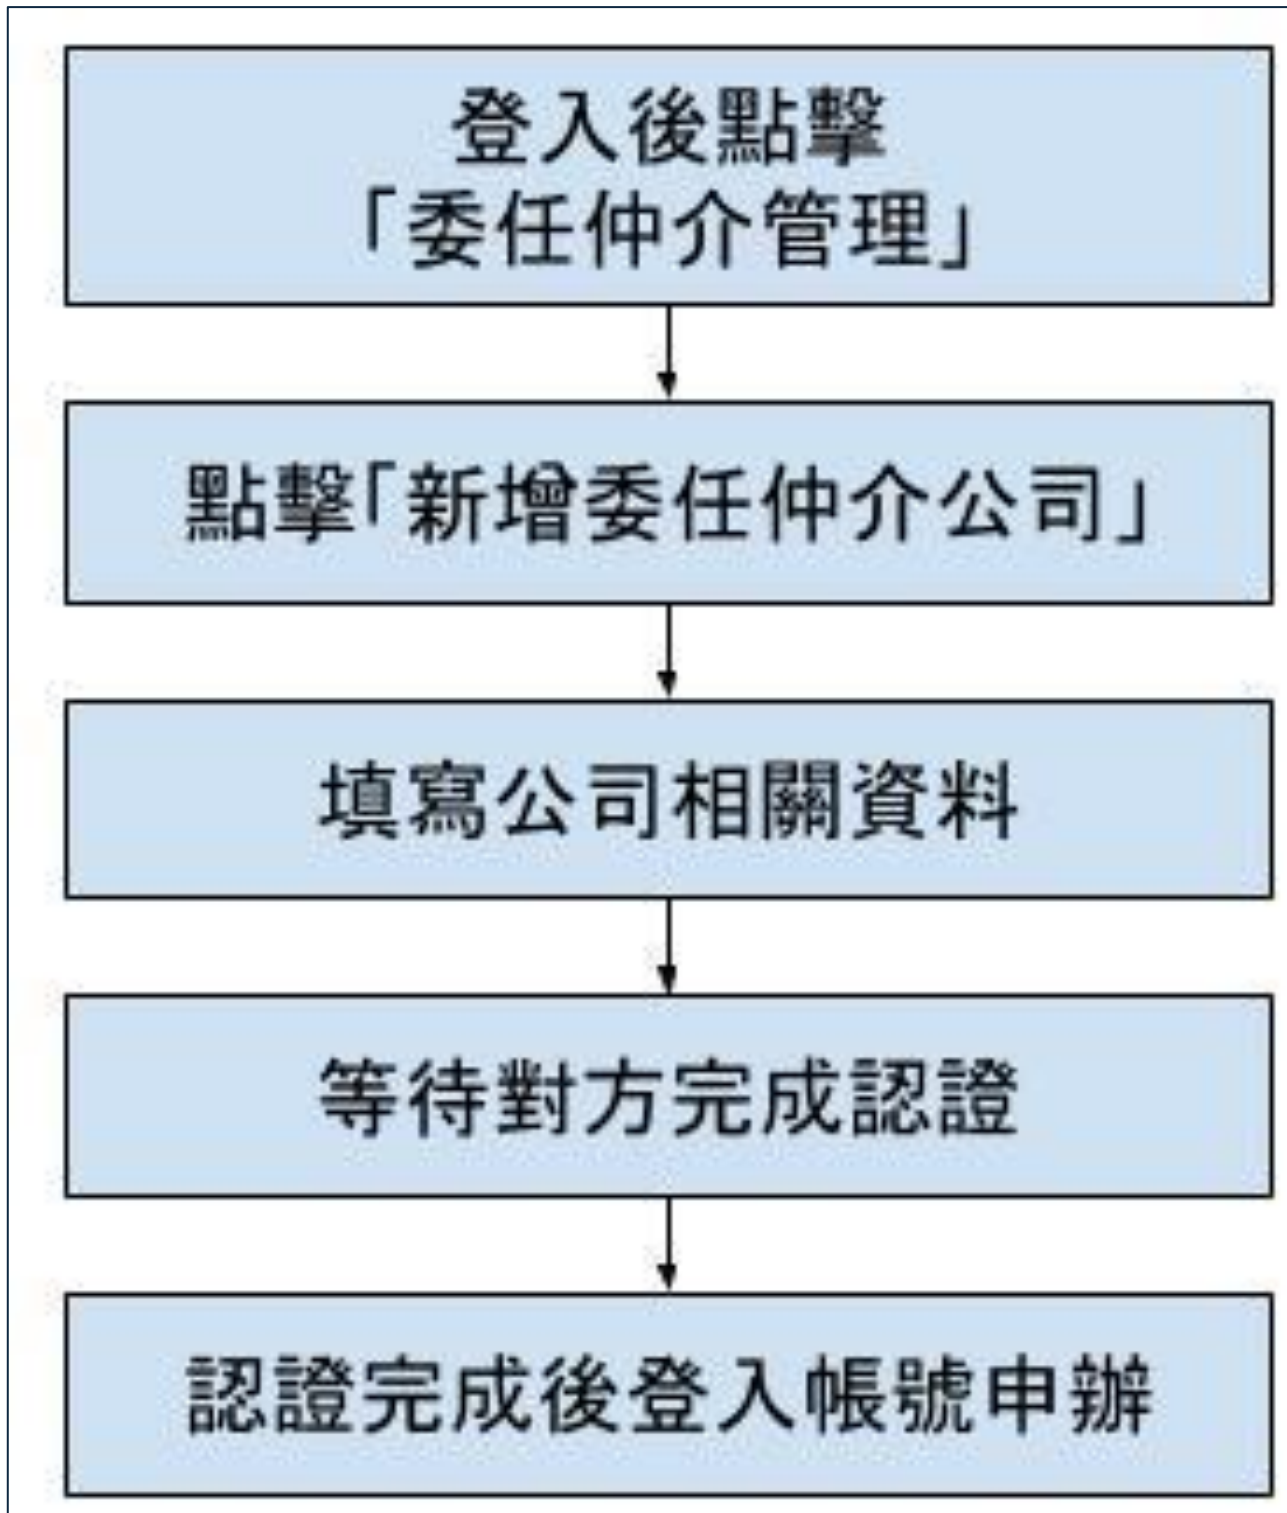 登入後點擊
「委任仲介管理」
點擊「新增委任仲介公司」
填寫公司相關資料
等待對方完成認證
認證完成後登入帳號申辦